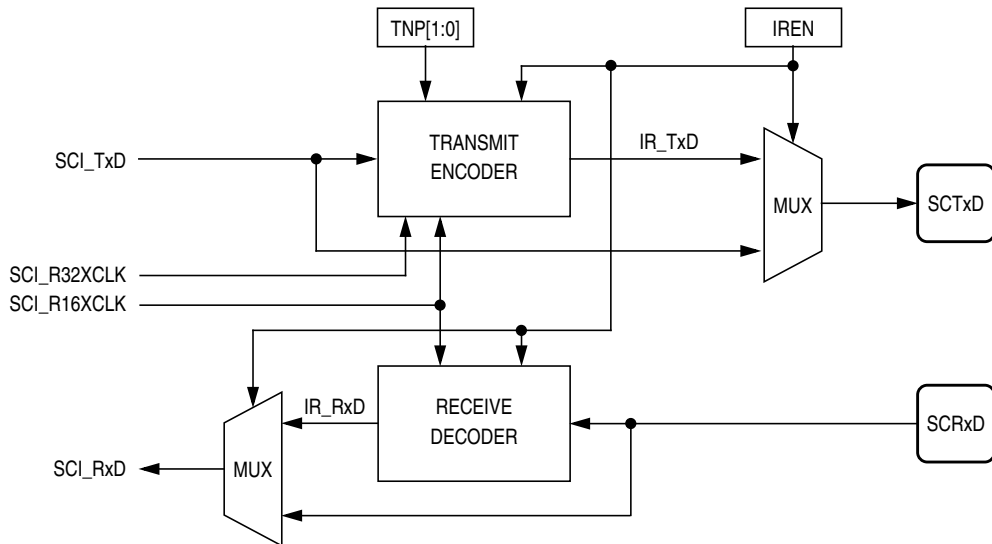 TNP[1:0]
IREN
SCI_TxD
TRANSMIT
ENCODER
IR_TxD
MUX
SCTxD
SCI_R32XCLK
SCI_R16XCLK
IR_RxD
RECEIVE
DECODER
SCRxD
SCI_RxD
MUX